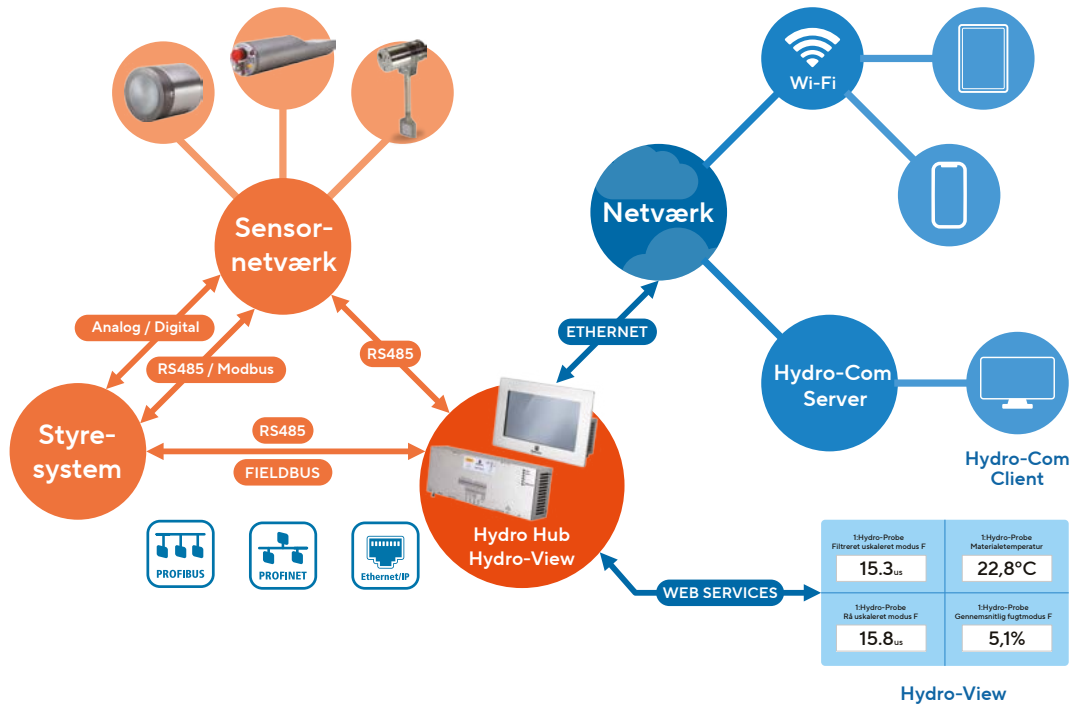 Wi-Fi
Sensor-
netværk
Netværk
Analog / Digital
RS485 / Modbus
RS485
ETHERNET
Hydro-Com
Server
Styre-
system
RS485
FIELDBUS
Hydro-Com
Client
PROFIBUS
PROFINET
Ethernet/IP
Hydro Hub
Hydro-View
WEB SERVICES
1:Hydro-Probe
Filtreret uskaleret modus F
15.3us
1:Hydro-Probe
Materialetemperatur
22,8°C
1:Hydro-Probe
Rå uskaleret modus F
15.8us
1:Hydro-Probe
Gennemsnitlig fugtmodus F
5,1%
Hydro-View